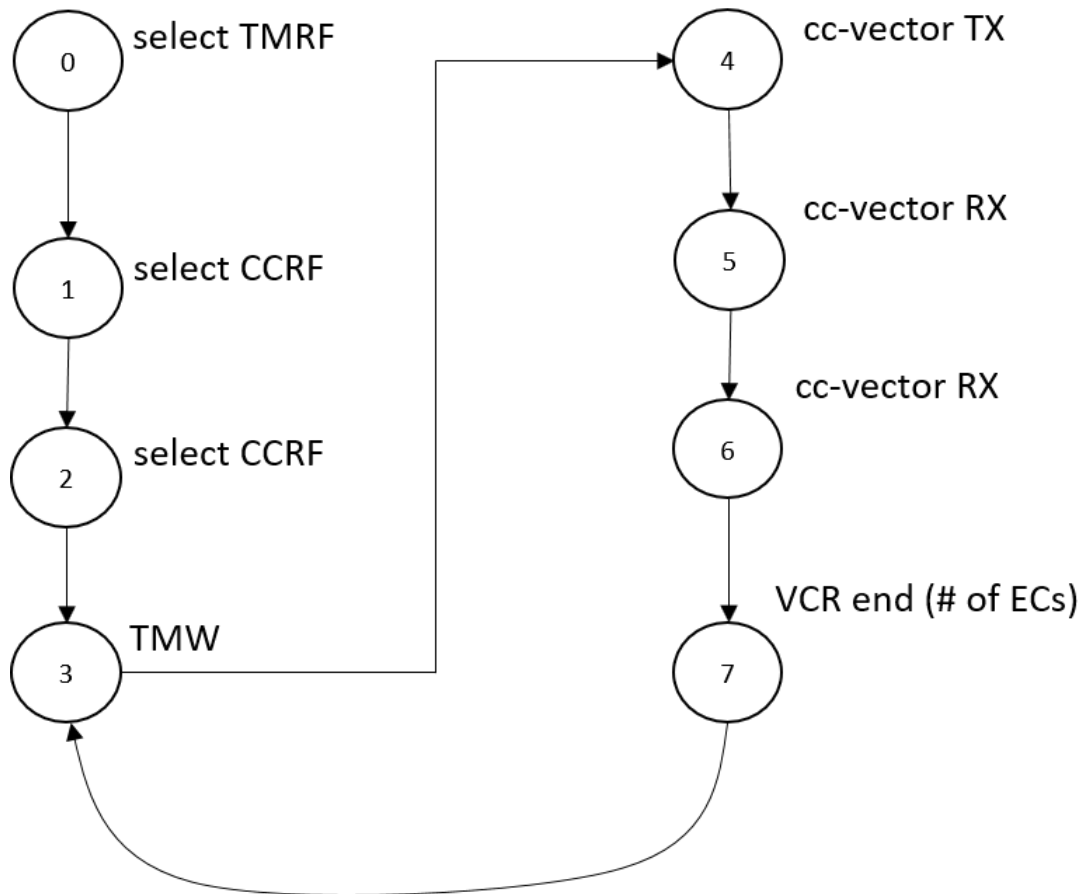 0
select TMRF
1
select CCRF
2
select CCRF
3
TMW
4
cc-vector TX
5
cc-vector RX
6
cc-vector RX
7
VCR end (# of ECs)